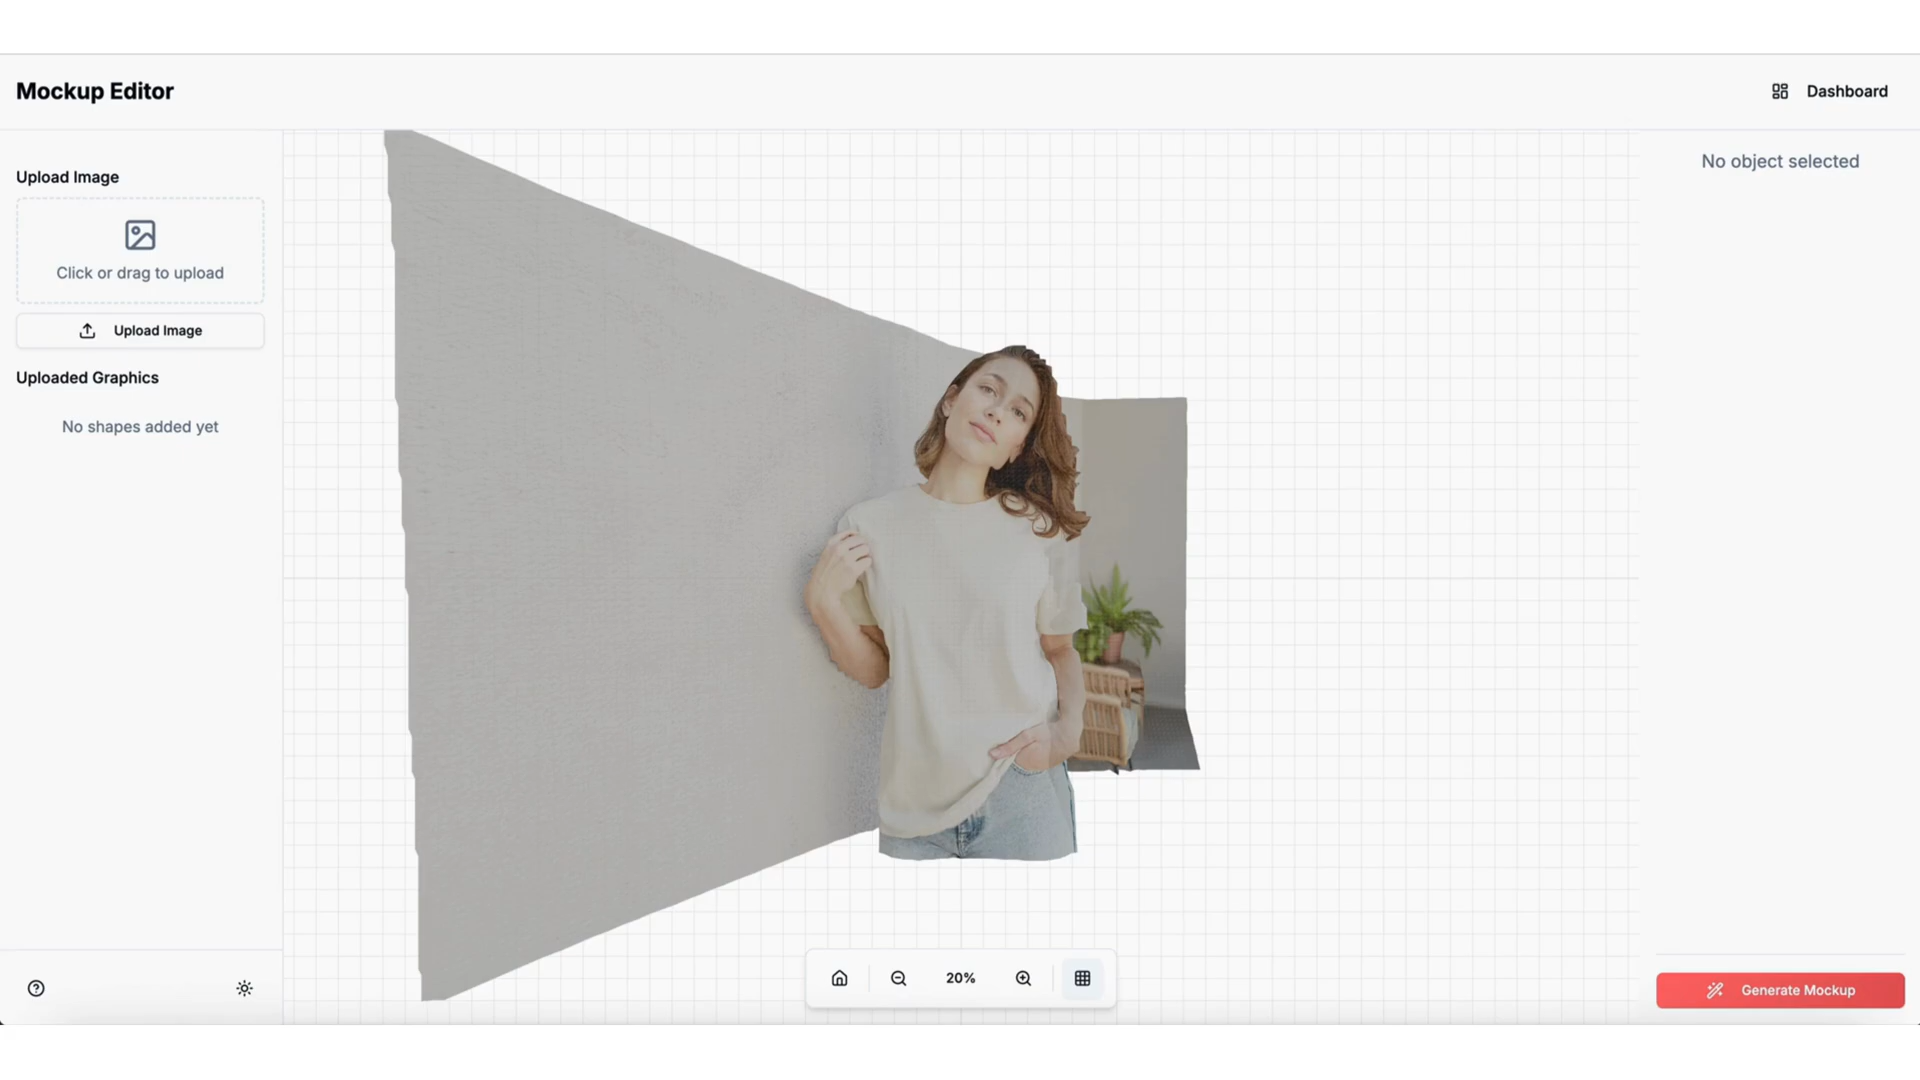 Mockup Editor
Dashboard
Upload Image
Click or drag to upload
Upload Image
Uploaded Graphics
No shapes added yet
No object selected
20%
Generate Mockup